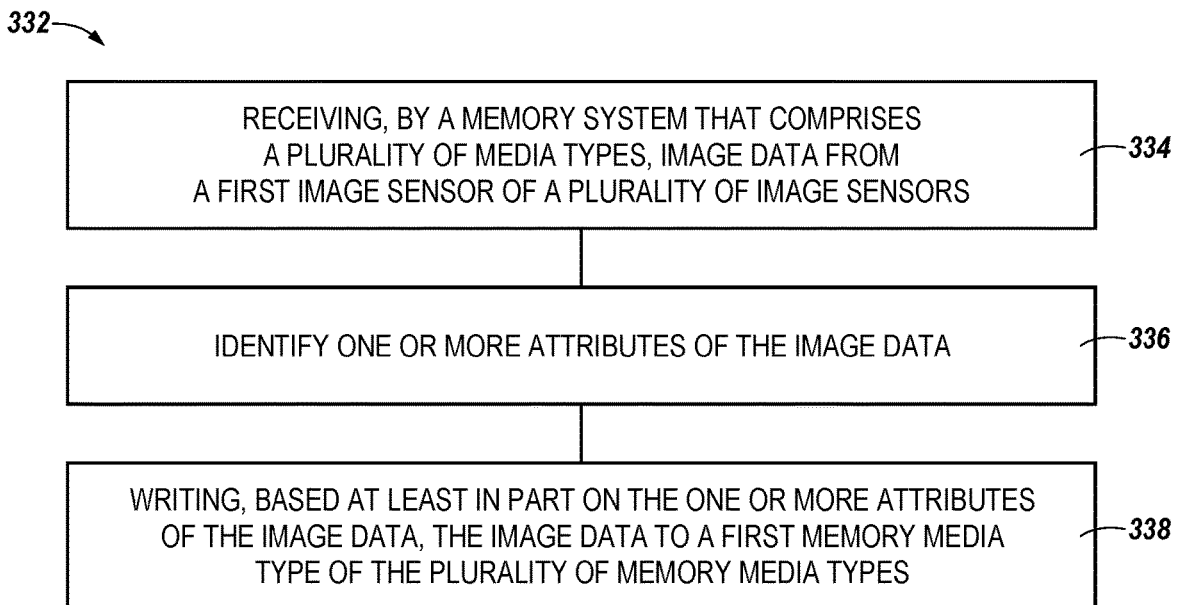 332
RECEIVING, BY A MEMORY SYSTEM THAT COMPRISES
A PLURALITY OF MEDIA TYPES, IMAGE DATA FROM
A FIRST IMAGE SENSOR OF A PLURALITY OF IMAGE SENSORS
334
IDENTIFY ONE OR MORE ATTRIBUTES OF THE IMAGE DATA
336
WRITING, BASED AT LEAST IN PART ON THE ONE OR MORE ATTRIBUTES
OF THE IMAGE DATA, THE IMAGE DATA TO A FIRST MEMORY MEDIA
TYPE OF THE PLURALITY OF MEMORY MEDIA TYPES
338